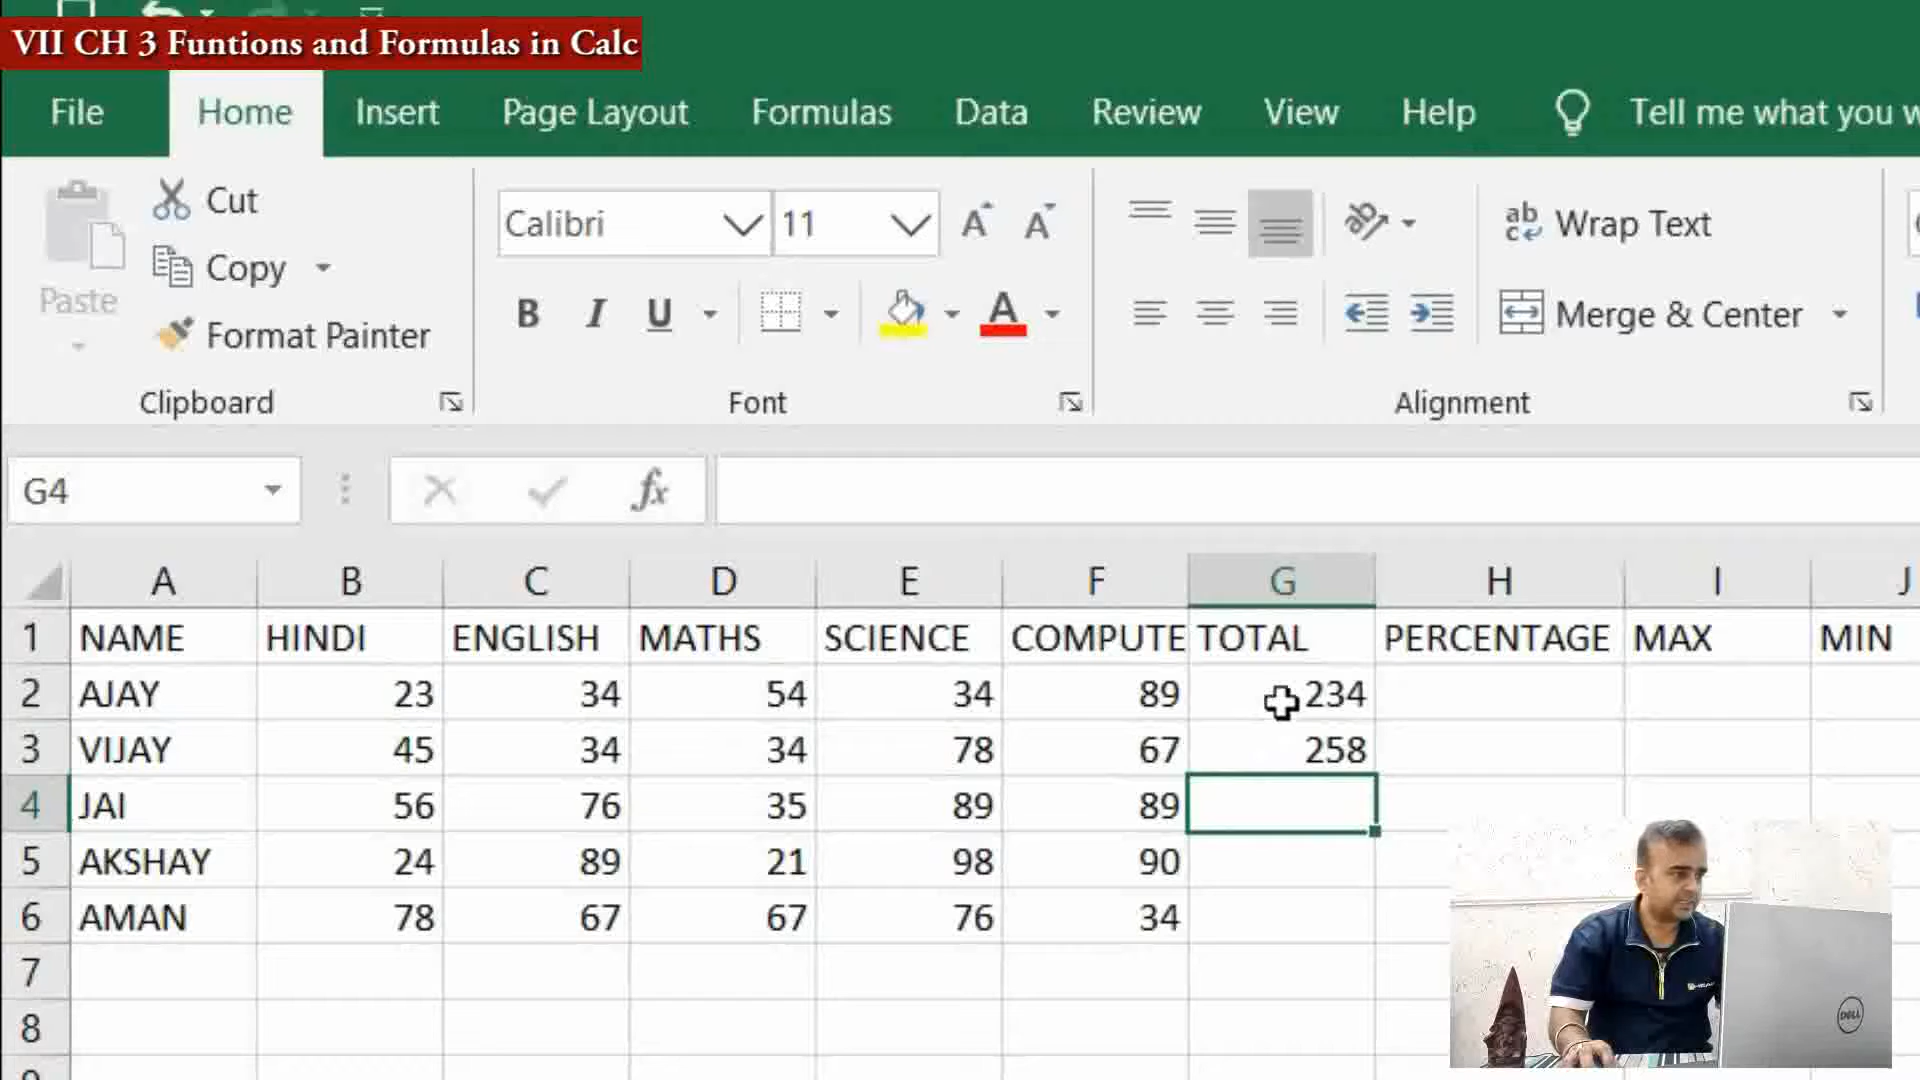 VII CH 3 Funtions and Formulas in Calc
File Home Insert Page Layout Formulas Data Review View Help Tell me what you w
Paste
Cut
Copy
Format Painter
Clipboard
Calibri 11 A A
B I U A
Font
ab Wrap Text
Merge & Center
Alignment
G4 fx
A B C D E F G H I J
1 NAME HINDI ENGLISH MATHS SCIENCE COMPUTE TOTAL PERCENTAGE MAX MIN
2 AJAY 23 34 54 34 89 234
3 VIJAY 45 34 34 78 67 258
4 JAI 56 76 35 89 89
5 AKSHAY 24 89 21 98 90
6 AMAN 78 67 67 76 34
7
8
DELL